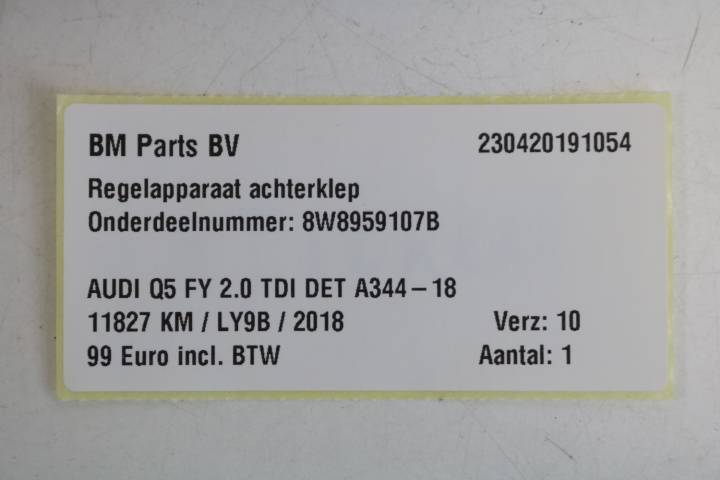 BM Parts BV 230420191054
Regelapparaat achterklep
Onderdeelnummer: 8W8959107B
AUDI Q5 FY 2.0 TDI DET A344 – 18
11827 KM / LY9B / 2018 Verz: 10
99 Euro incl. BTW Aantal: 1